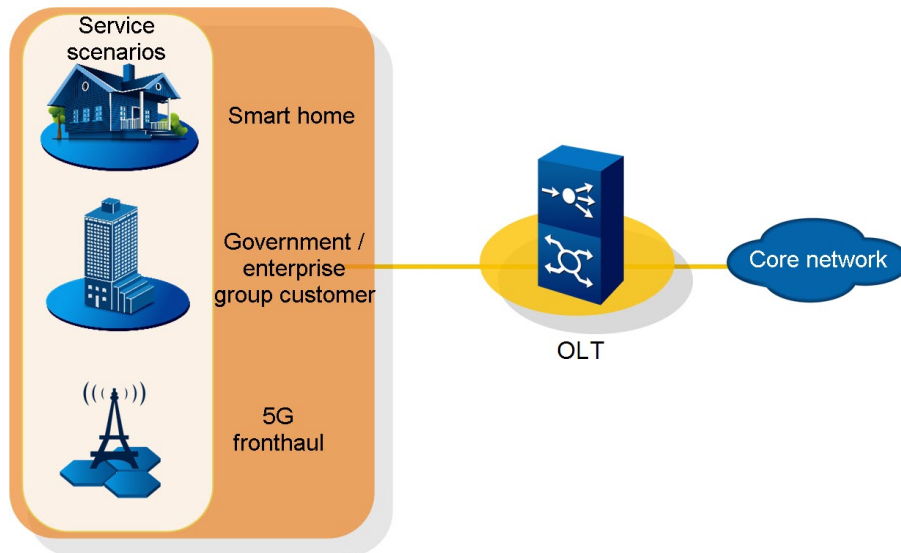 Service
scenarios
Smart home
Government /
enterprise
group customer
5G
fronthaul
OLT
Core network